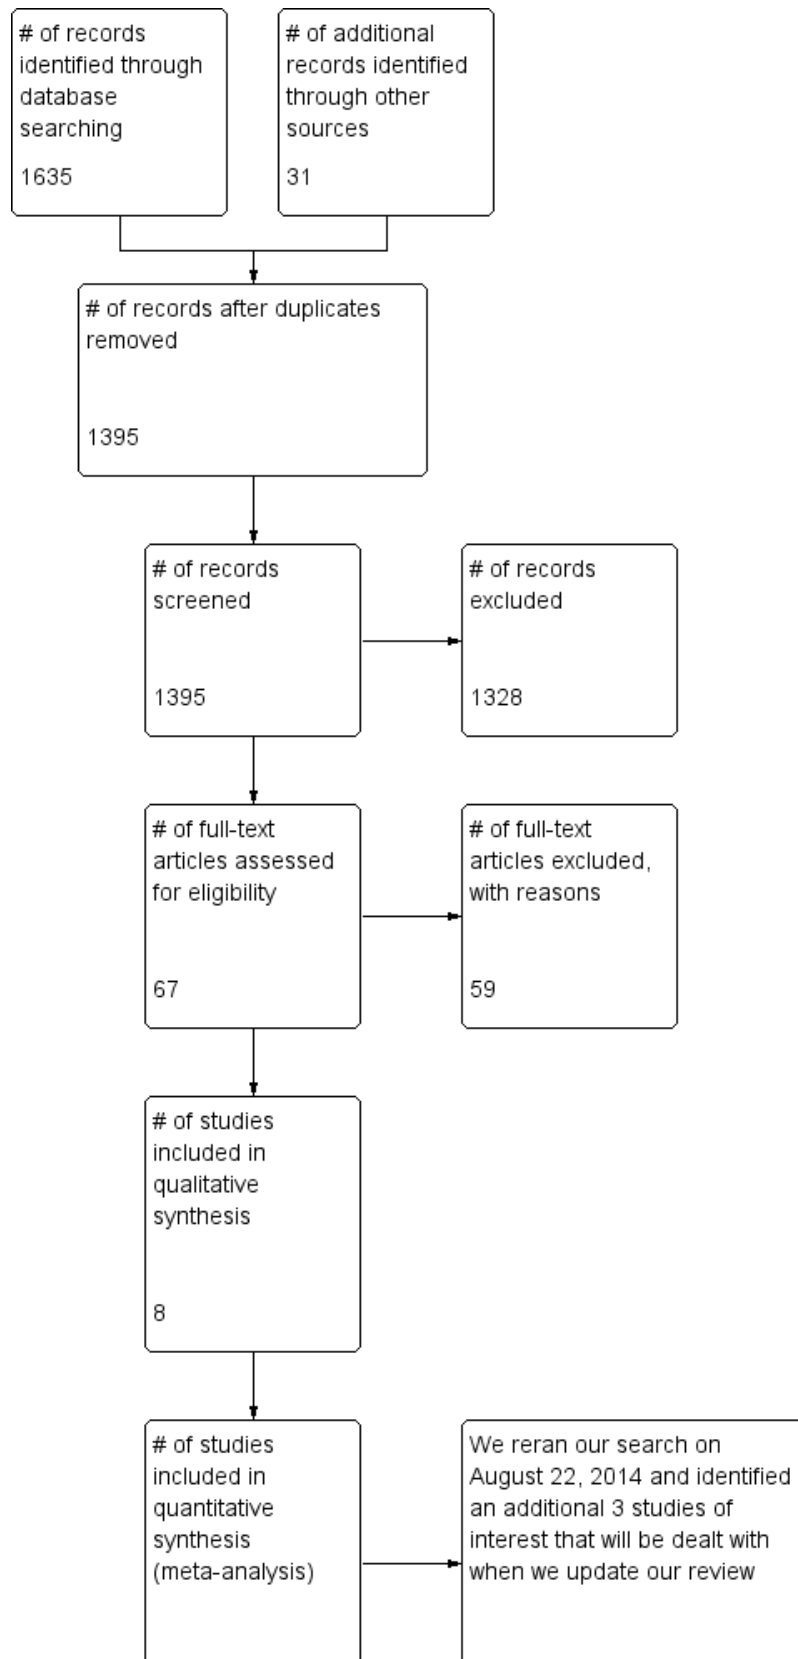 # of records
identified through
database
searching
1635
# of additional
records identified
through other
sources
31
# of records after duplicates
removed
1395
# of records
screened
1395
# of records
excluded
1328
# of full-text
articles assessed
for eligibility
67
# of full-text
articles excluded,
with reasons
59
# of studies
included in
qualitative
synthesis
8
# of studies
included in
quantitative
synthesis
(meta-analysis)
We reran our search on
August 22, 2014 and identified
an additional 3 studies of
interest that will be dealt with
when we update our review